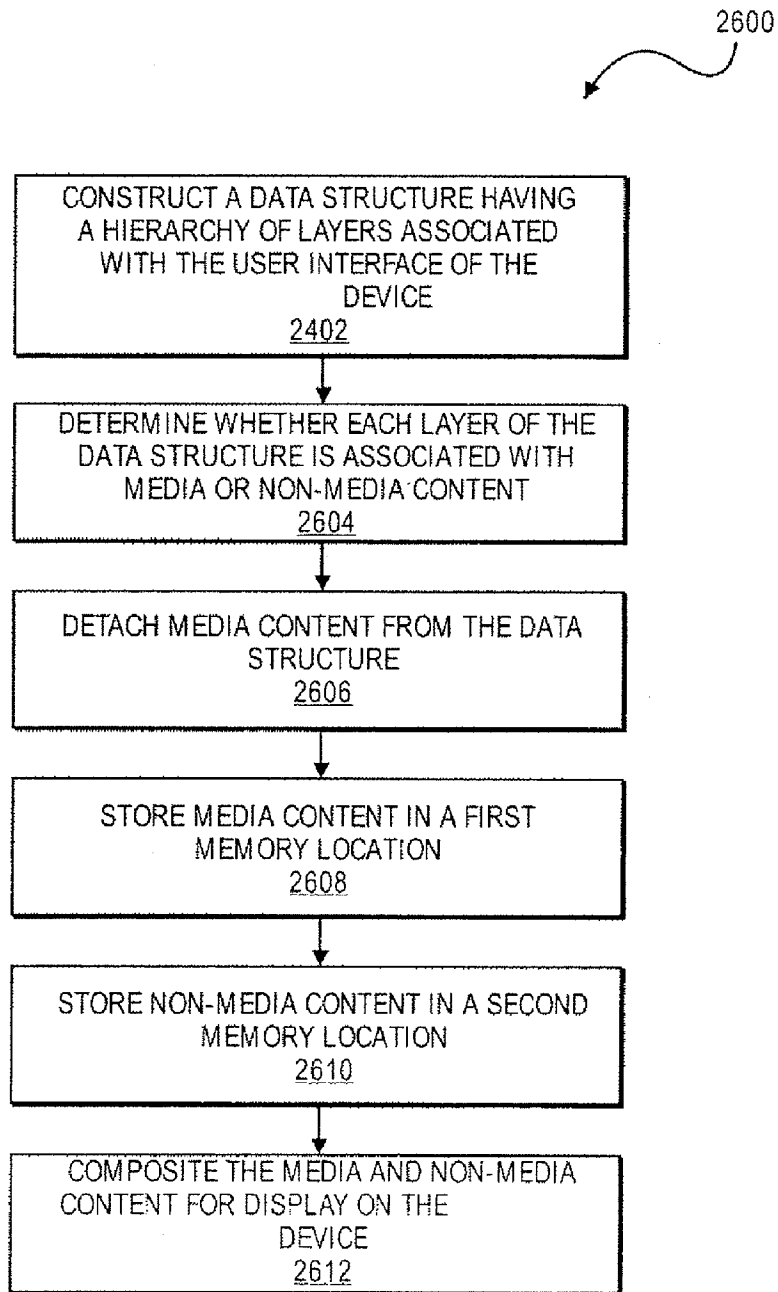 2600
CONSTRUCT A DATA STRUCTURE HAVING
A HIERARCHY OF LAYERS ASSOCIATED
WITH THE USER INTERFACE OF THE
DEVICE
2402
DETERMINE WHETHER EACH LAYER OF THE
DATA STRUCTURE IS ASSOCIATED WITH
MEDIA OR NON-MEDIA CONTENT
2604
DETACH MEDIA CONTENT FROM THE DATA
STRUCTURE
2606
STORE MEDIA CONTENT IN A FIRST
MEMORY LOCATION
2608
STORE NON-MEDIA CONTENT IN A SECOND
MEMORY LOCATION
2610
COMPOSITE THE MEDIA AND NON-MEDIA
CONTENT FOR DISPLAY ON THE
DEVICE
2612